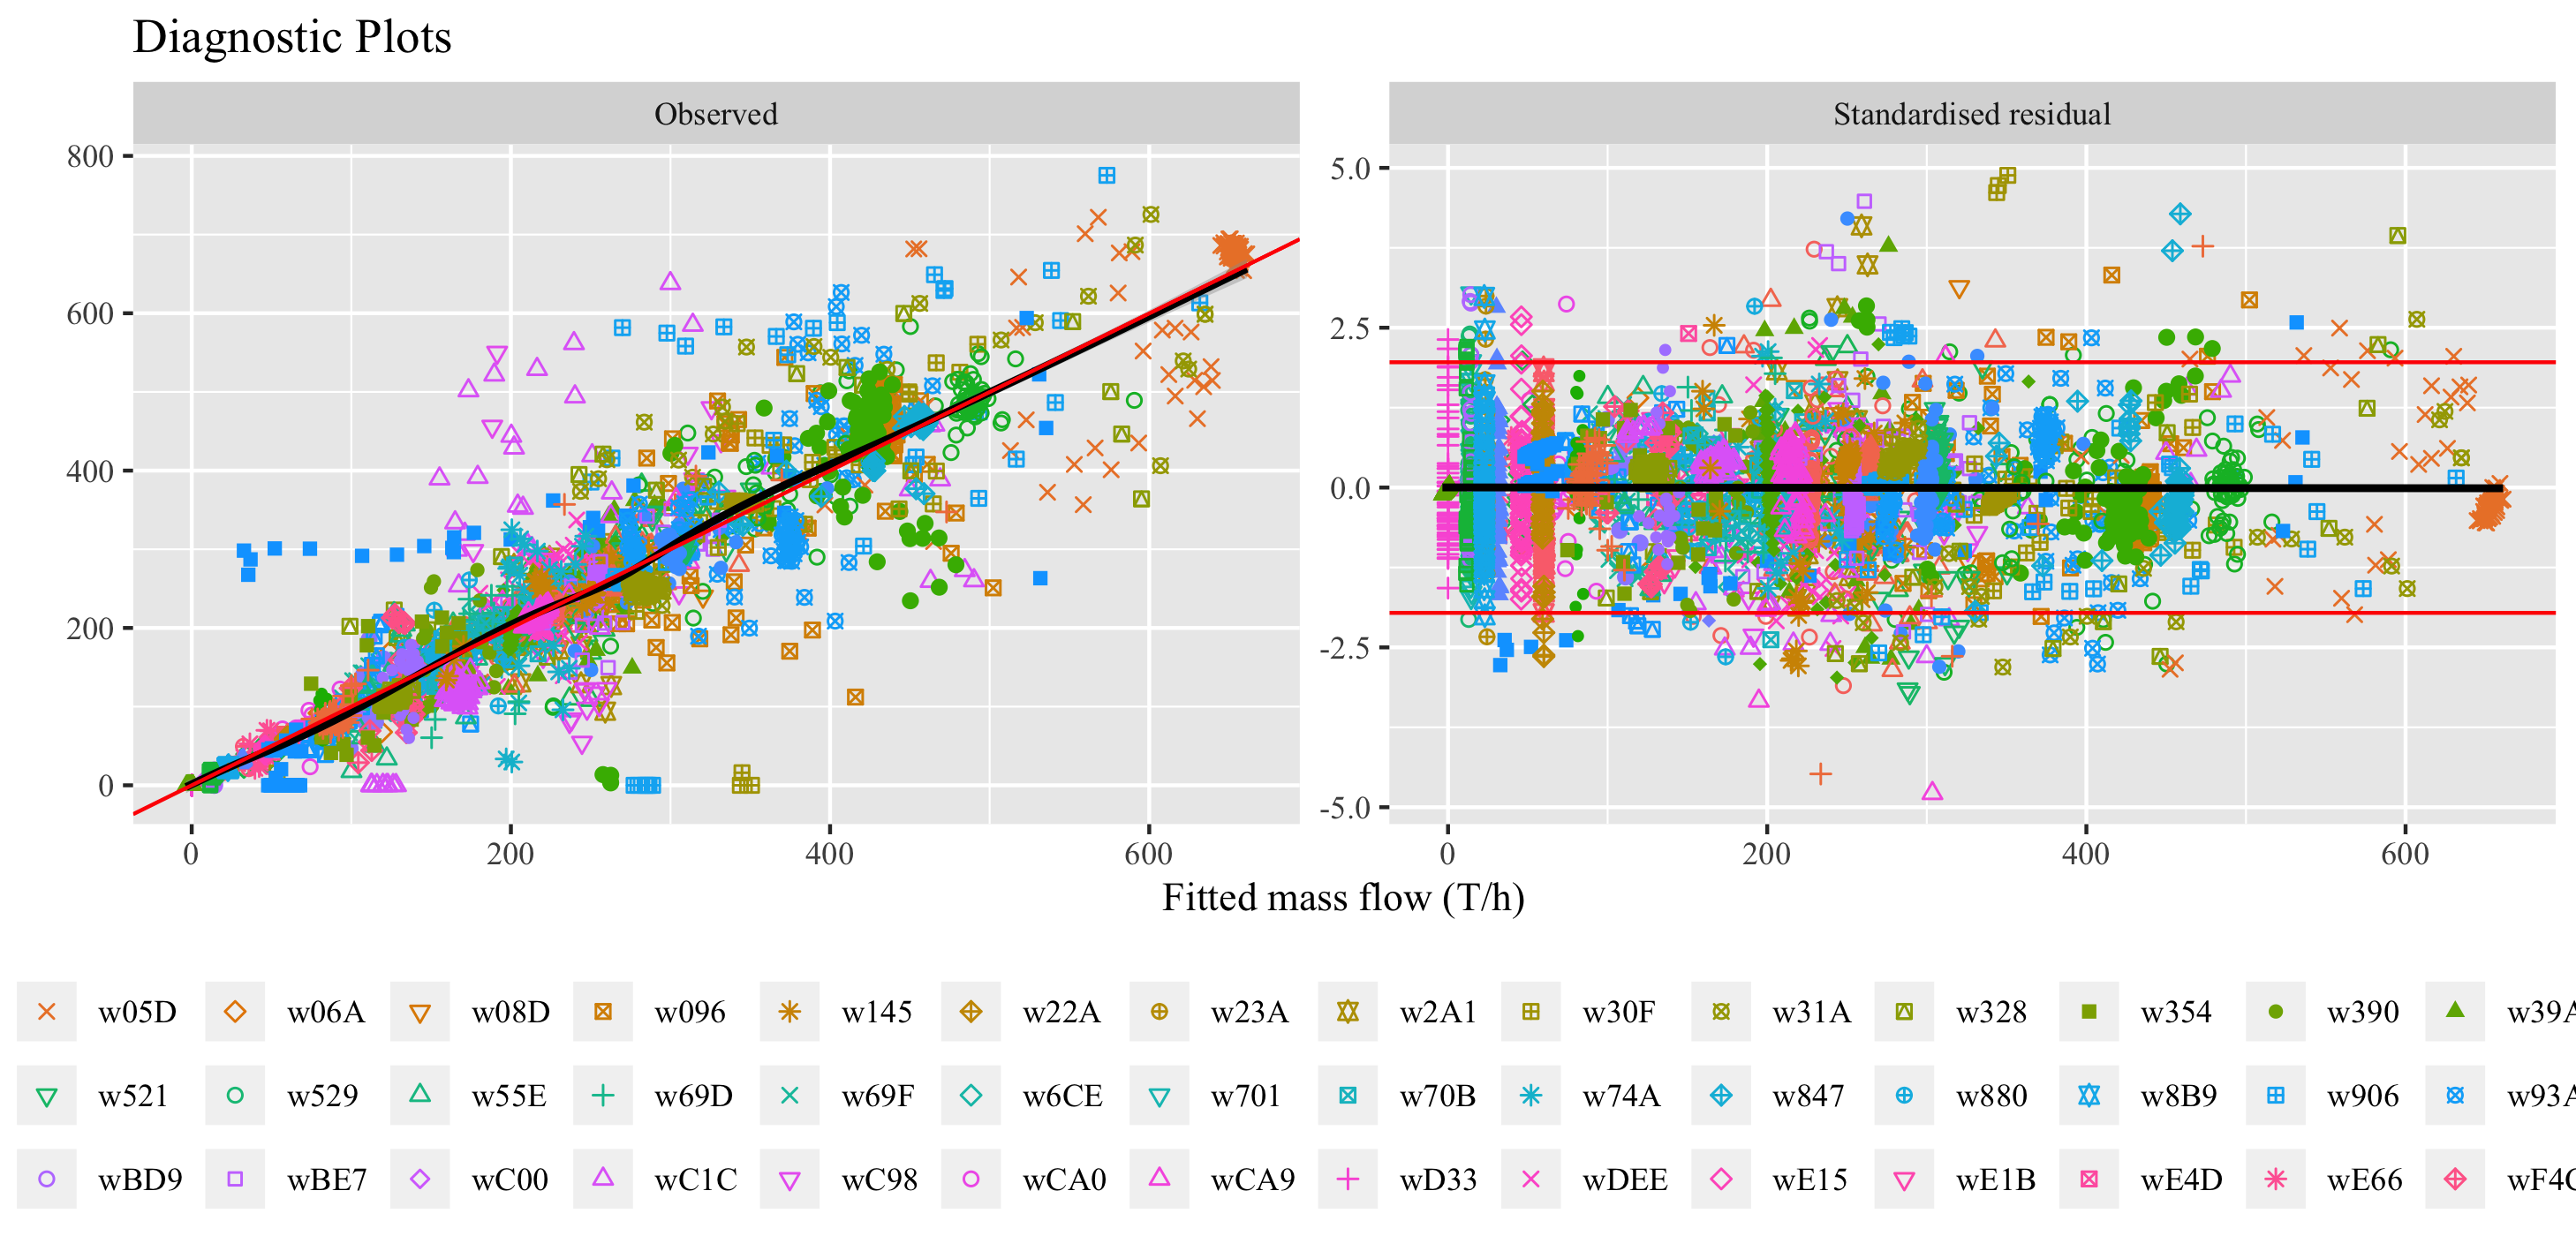 Diagnostic Plots
Observed
Standardised residual
800
600
400
200
0
5.0
2.5
0.0
-2.5
-5.0
0 200 400 600
0 200 400 600
Fitted mass flow (T/h)
w05D w06A w08D w096 w145 w22A w23A w2A1 w30F w31A w328 w354 w390 w39A
w521 w529 w55E w69D w69F w6CE w701 w70B w74A w847 w880 w8B9 w906 w93A
wBD9 wBE7 wC00 wC1C wC98 wCA0 wCA9 wD33 wDEE wE15 wE1B wE4D wE66